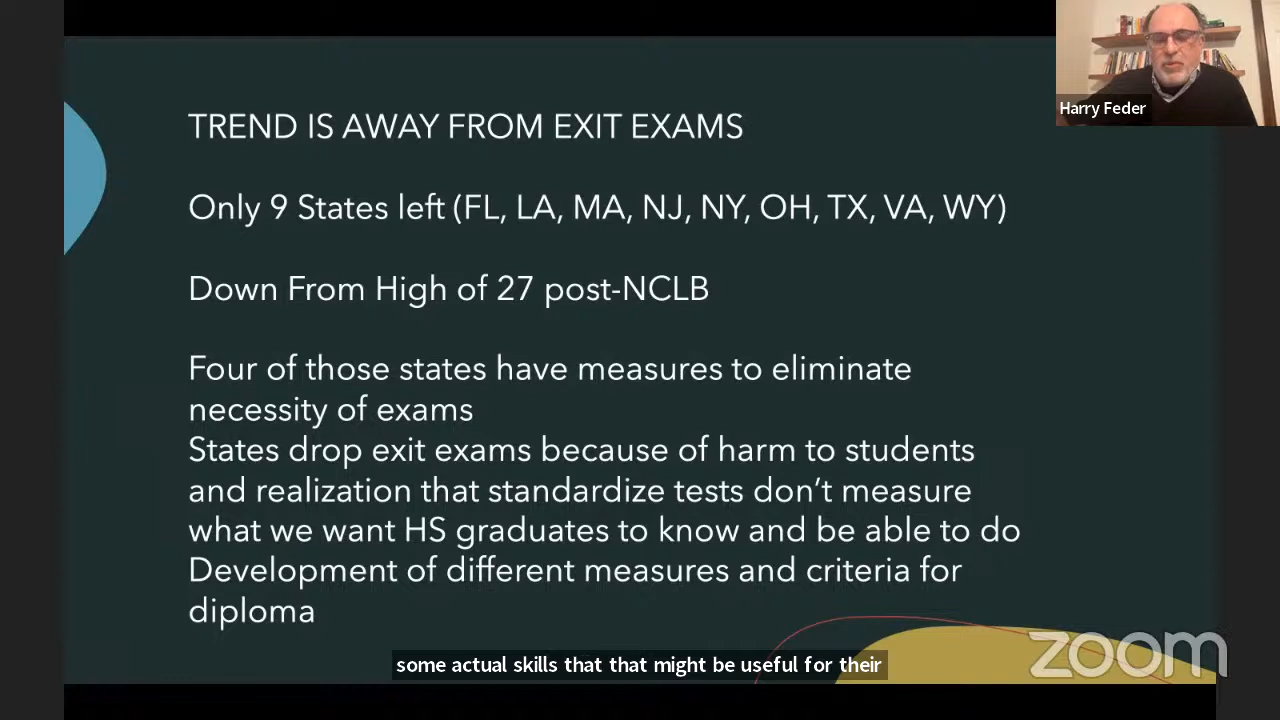 Harry Feder
TREND IS AWAY FROM EXIT EXAMS
Only 9 States left (FL, LA, MA, NJ, NY, OH, TX, VA, WY)
Down From High of 27 post-NCLB
Four of those states have measures to eliminate
necessity of exams
States drop exit exams because of harm to students
and realization that standardize tests don’t measure
what we want HS graduates to know and be able to do
Development of different measures and criteria for
diploma
some actual skills that that might be useful for their
zoom